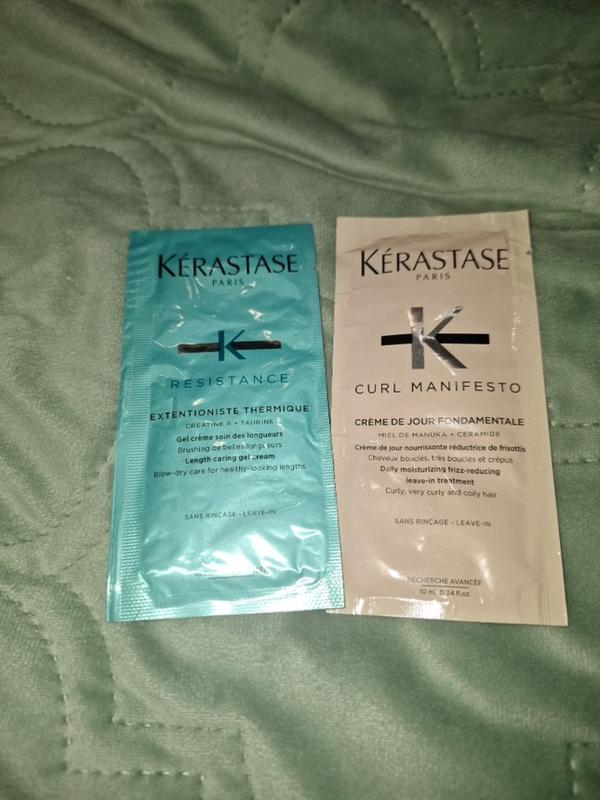 KÉRASTASE
PARIS
K
RESISTANCE
EXTENTIONISTE THERMIQUE
CREATINE R + TAURINE
Gel crème soin des longueurs
Brushing de belles longueurs
Length caring gel cream
Blow-dry care for healthy-looking lengths
SANS RINÇAGE - LEAVE-IN
KÉRASTASE
PARIS
K
CURL MANIFESTO
CRÈME DE JOUR FONDAMENTALE
MIEL DE MANUKA + CERAMIDE
Crème de jour nourrissante réductrice de frisottis
Cheveux bouclés, très bouclés et crépus
Daily moisturizing frizz-reducing
leave-in treatment
Curly, very curly and coily hair
SANS RINÇAGE - LEAVE-IN
RECHERCHE AVANCÉE
10 ml 0.34 fl.oz.